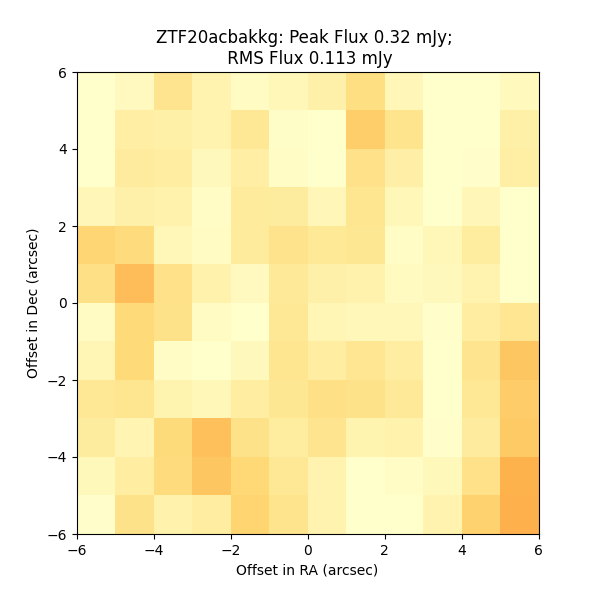 ZTF20acbakkg: Peak Flux 0.32 mJy;
RMS Flux 0.113 mJy
6
4
2
0
−2
−4
−6
Offset in Dec (arcsec)
−6 −4 −2 0 2 4 6
Offset in RA (arcsec)